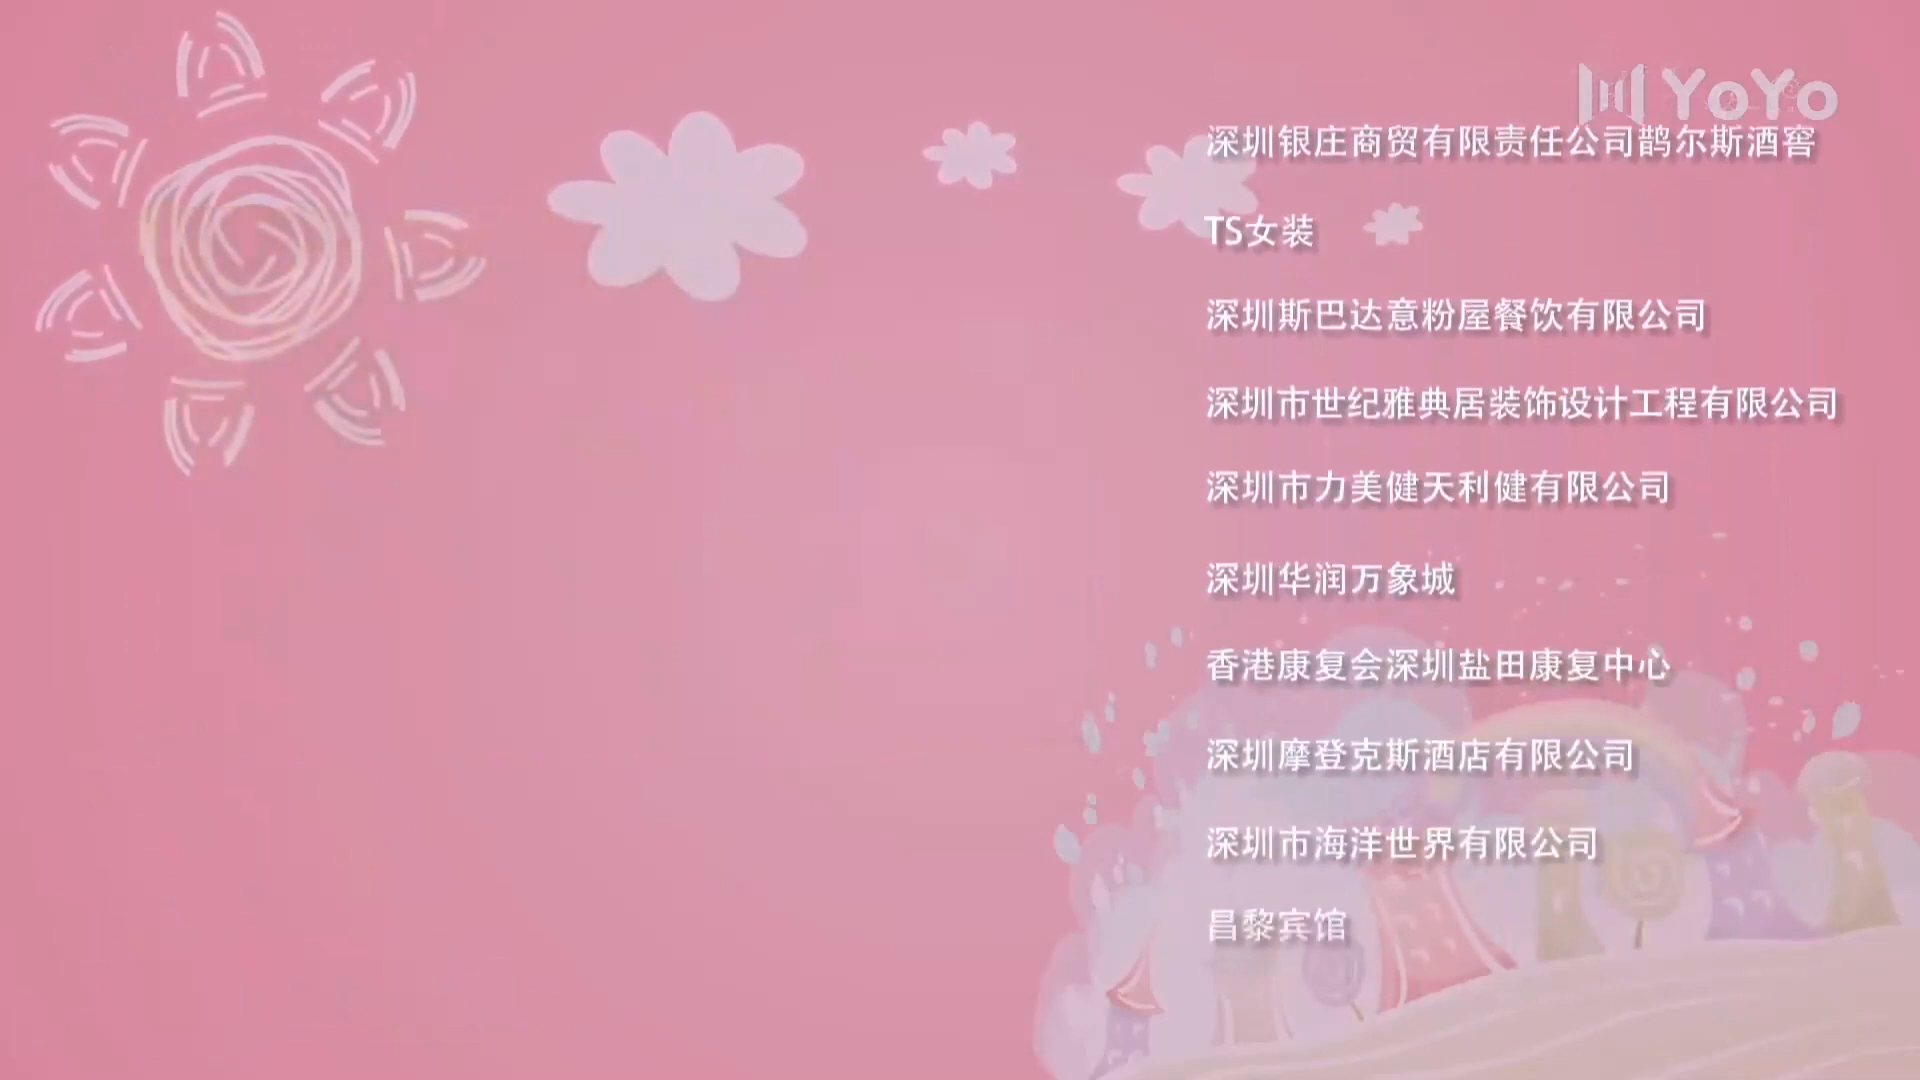 YoYo
深圳银庄商贸有限责任公司鹊尔斯酒窖
TS女装
深圳斯巴达意粉屋餐饮有限公司
深圳市世纪雅典居装饰设计工程有限公司
深圳市力美健天利健有限公司
深圳华润万象城
香港康复会深圳盐田康复中心
深圳摩登克斯酒店有限公司
深圳市海洋世界有限公司
昌黎宾馆